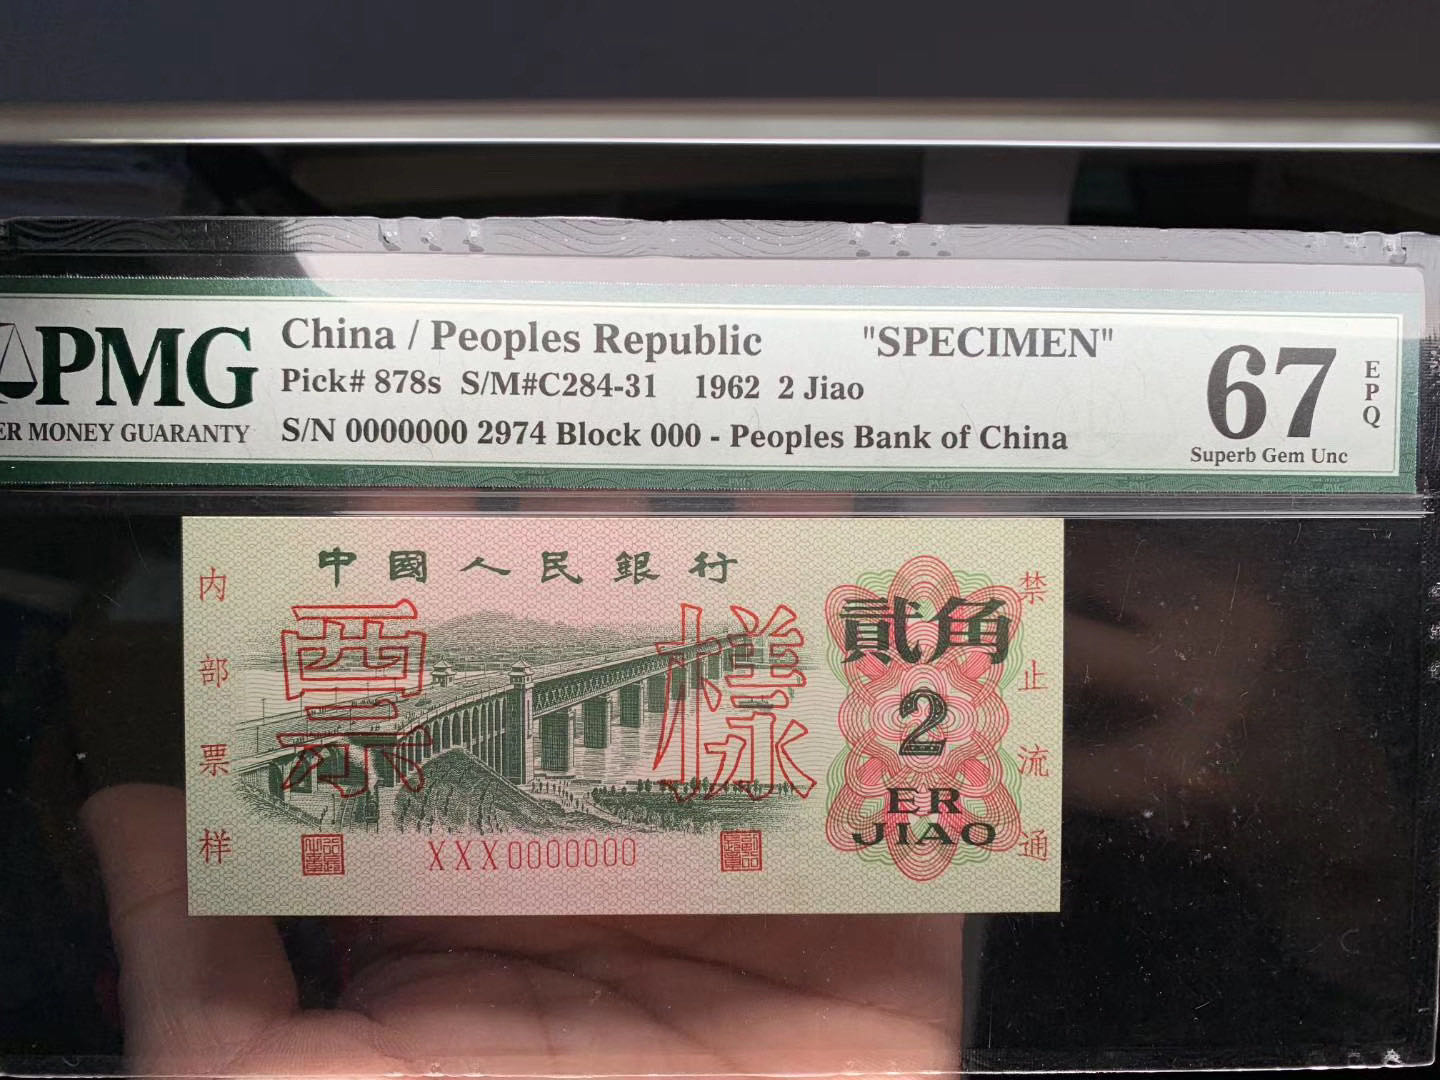 PMG
ER MONEY GUARANTY
China / Peoples Republic "SPECIMEN"
Pick# 878s S/M#C284-31 1962 2 Jiao
S/N 0000000 2974 Block 000 - Peoples Bank of China
67
EPQ
Superb Gem Unc
中國人民銀行
内部票样
票樣
貳角
2
ER
JIAO
禁止流通
XXX0000000